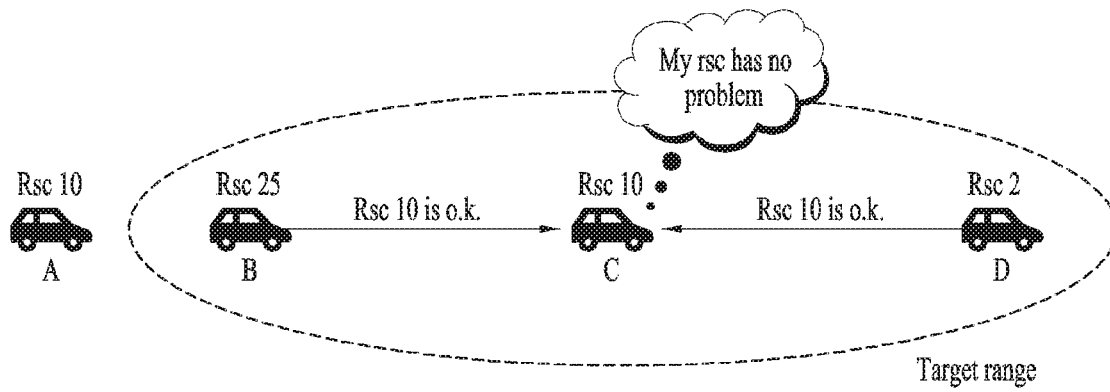 My rsc has no
problem
Rsc 10
Rsc 25
Rsc 10
Rsc 2
Rsc 10 is o.k.
Rsc 10 is o.k.
A
B
C
D
Target range